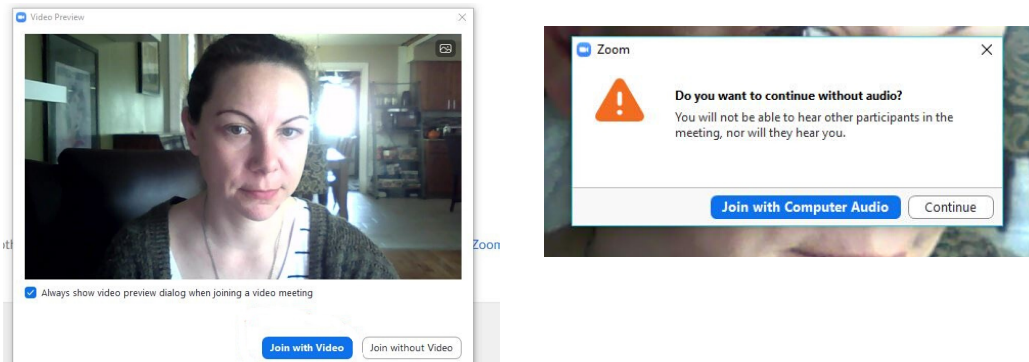 Video Preview
Always show video preview dialog when joining a video meeting
Join with Video
Join without Video
Zoom
Do you want to continue without audio?
You will not be able to hear other participants in the
meeting, nor will they hear you.
Join with Computer Audio
Continue